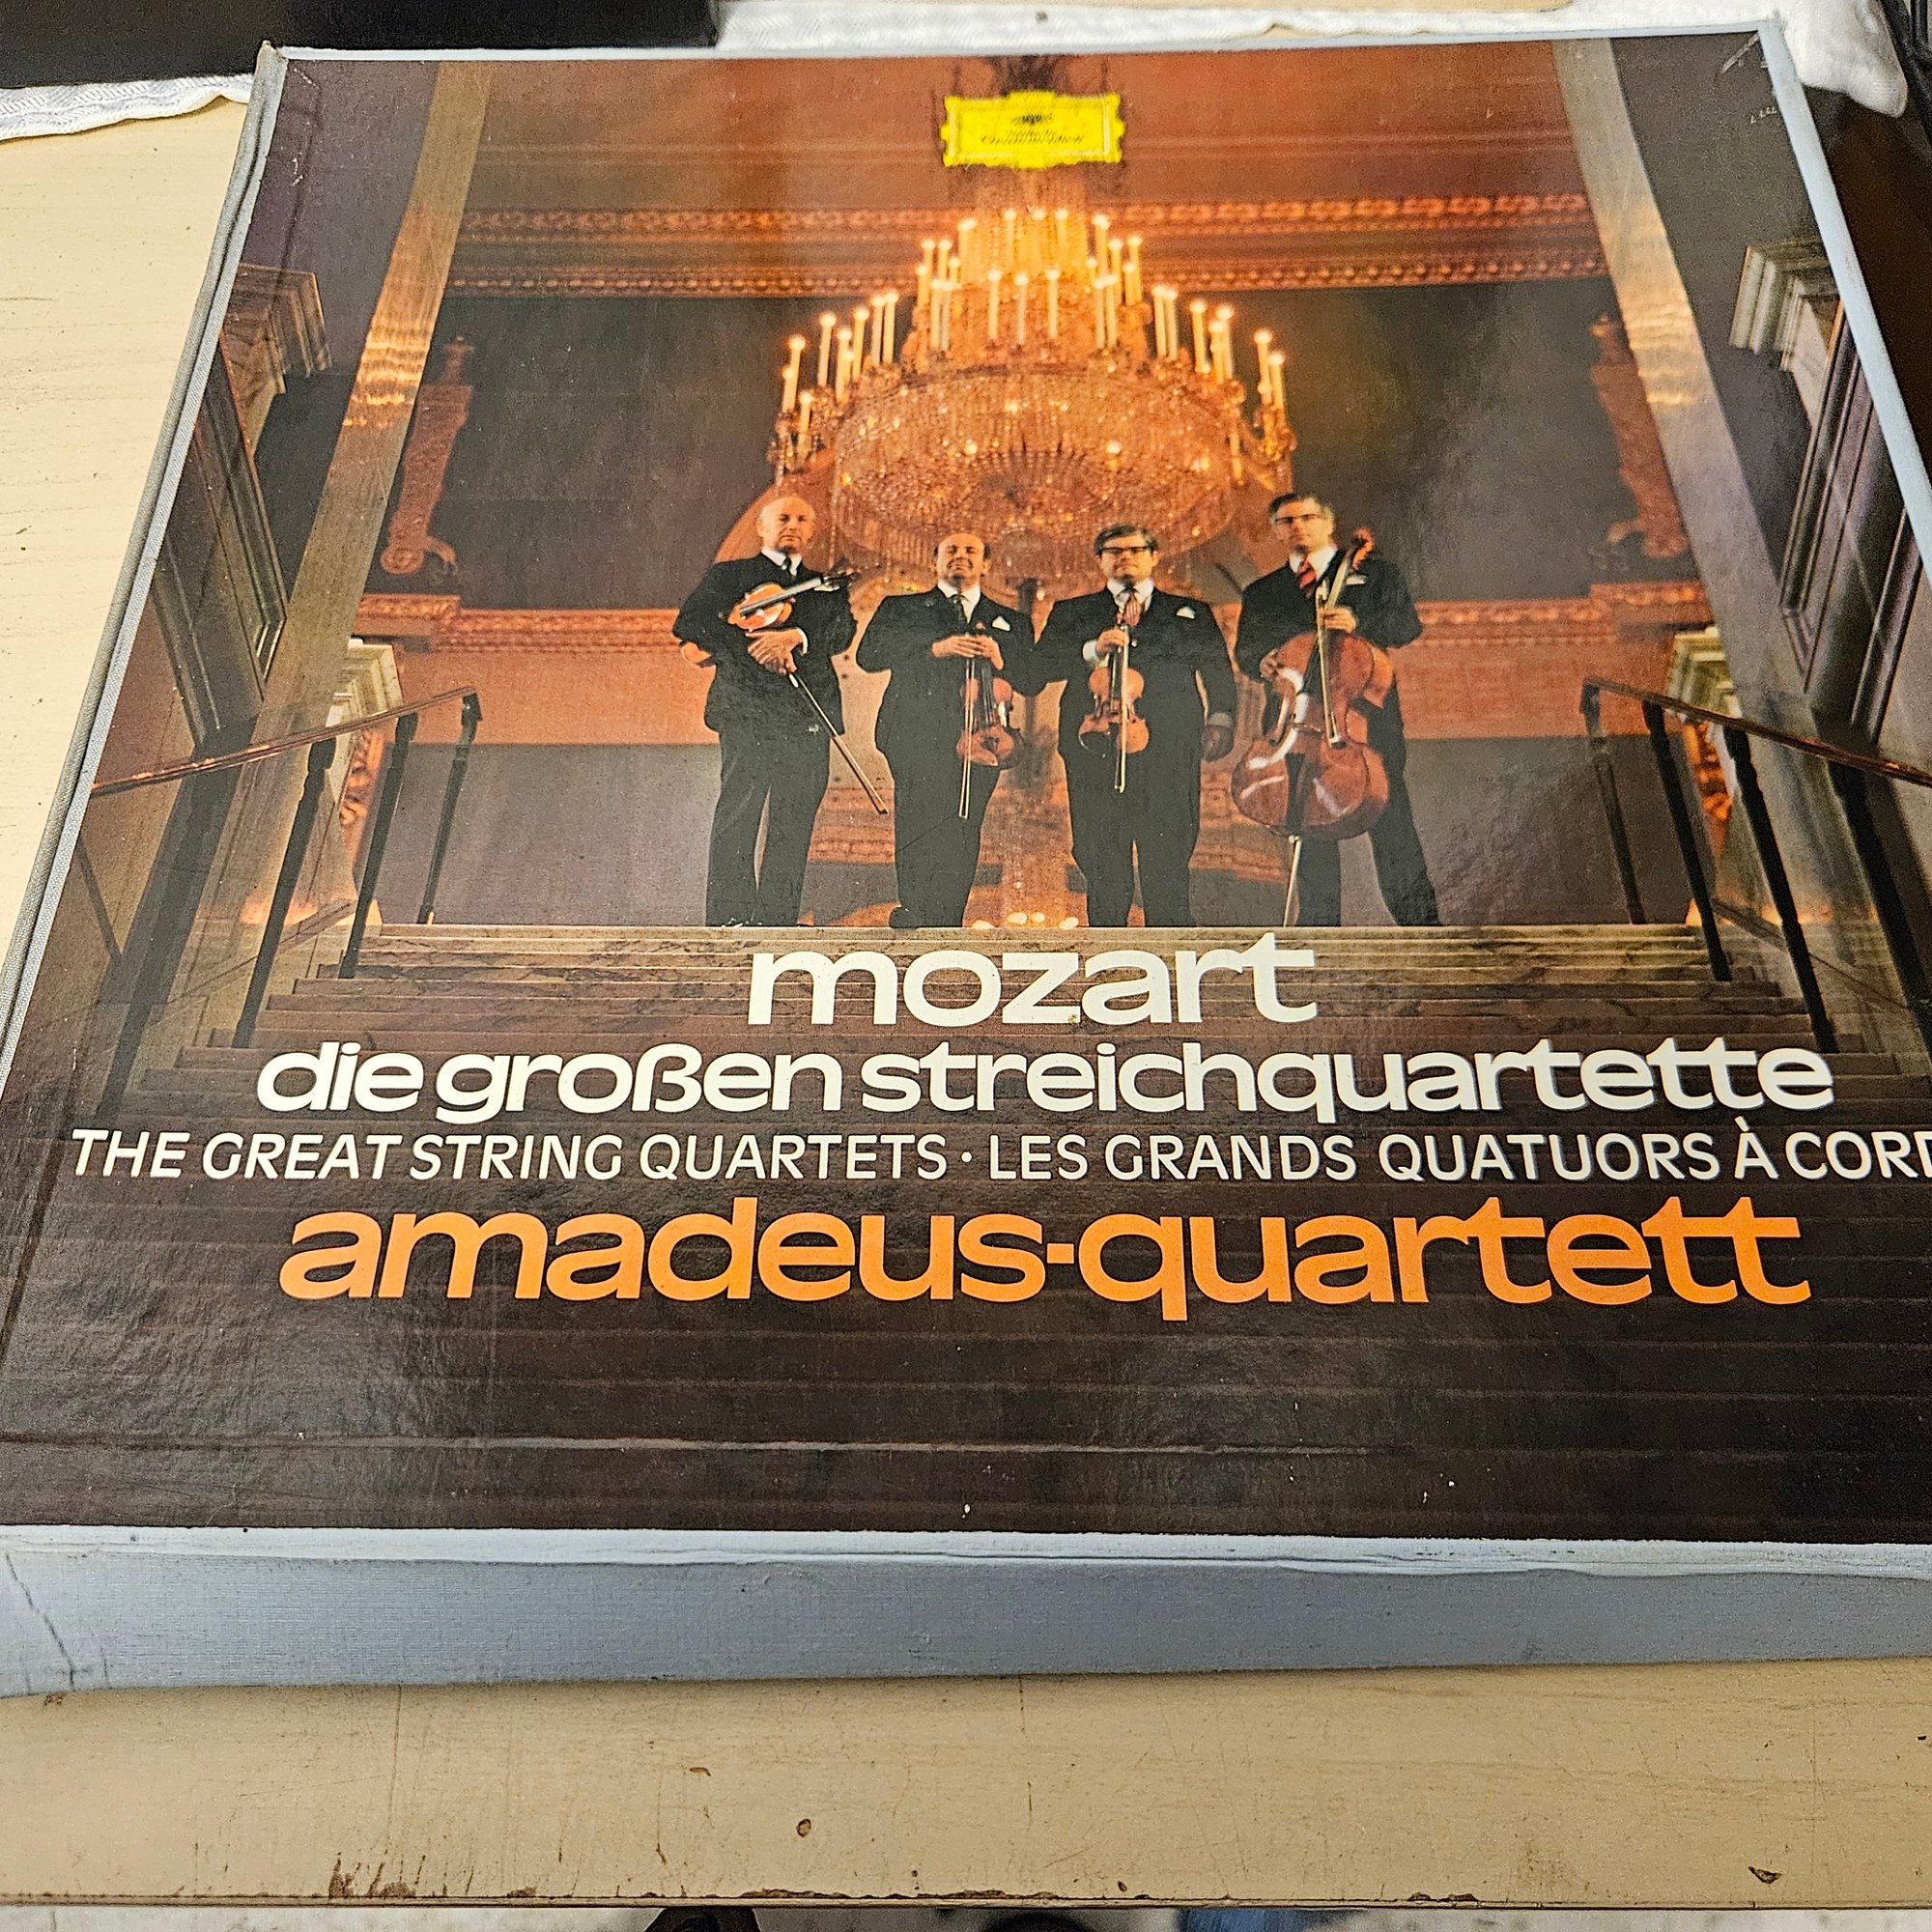 mozart
die großen streichquartette
THE GREAT STRING QUARTETS · LES GRANDS QUATUORS À CORD
amadeus-quartett